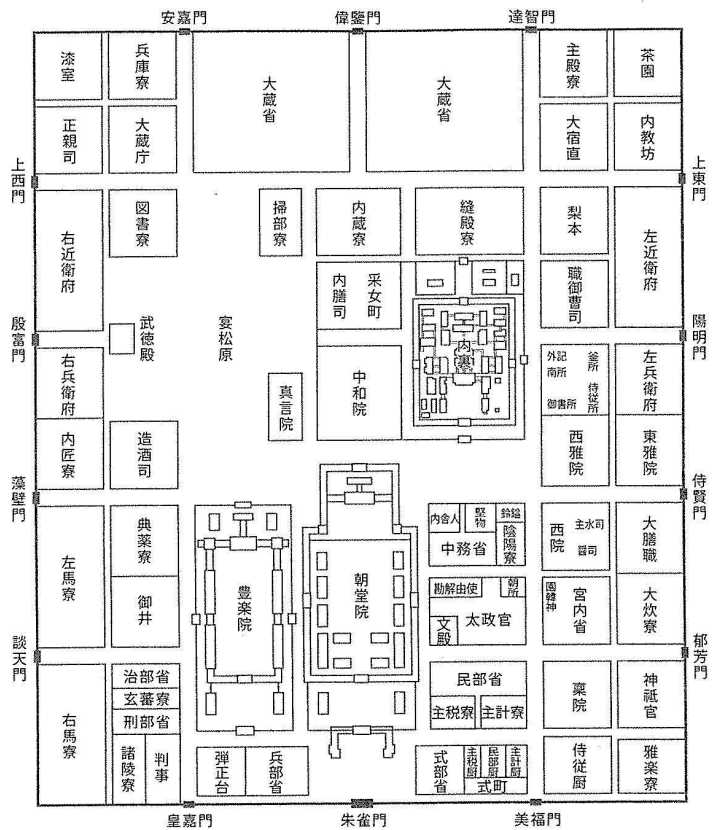 安嘉門
偉鑒門
達智門
漆室
兵庫寮
大蔵省
大蔵省
主殿寮
茶園
正親司
大蔵庁
大宿直
内教坊
上西門
上東門
右近衛府
図書寮
掃部寮
内蔵寮
縫殿寮
梨本
左近衛府
内膳司
采女町
職御曹司
殷富門
武徳殿
宴松原
内裏
陽明門
右兵衛府
真言院
中和院
外記
南所
釜所
侍従所
御書所
左兵衛府
内匠寮
造酒司
西雅院
東雅院
藻壁門
侍賢門
左馬寮
典薬寮
豊楽院
朝堂院
内舎人
監物
鈴鎰
陰陽寮
中務省
西院
主水司
醤司
大膳職
御井
勘解由使
朝所
文殿
太政官
園韓神
宮内省
大炊寮
談天門
郁芳門
右馬寮
治部省
玄蕃寮
刑部省
諸陵寮
判事
民部省
主税寮
主計寮
稟院
神祗官
弾正台
兵部省
式部省
主税厨
民部厨
主計厨
式町
侍従厨
雅楽寮
皇嘉門
朱雀門
美福門